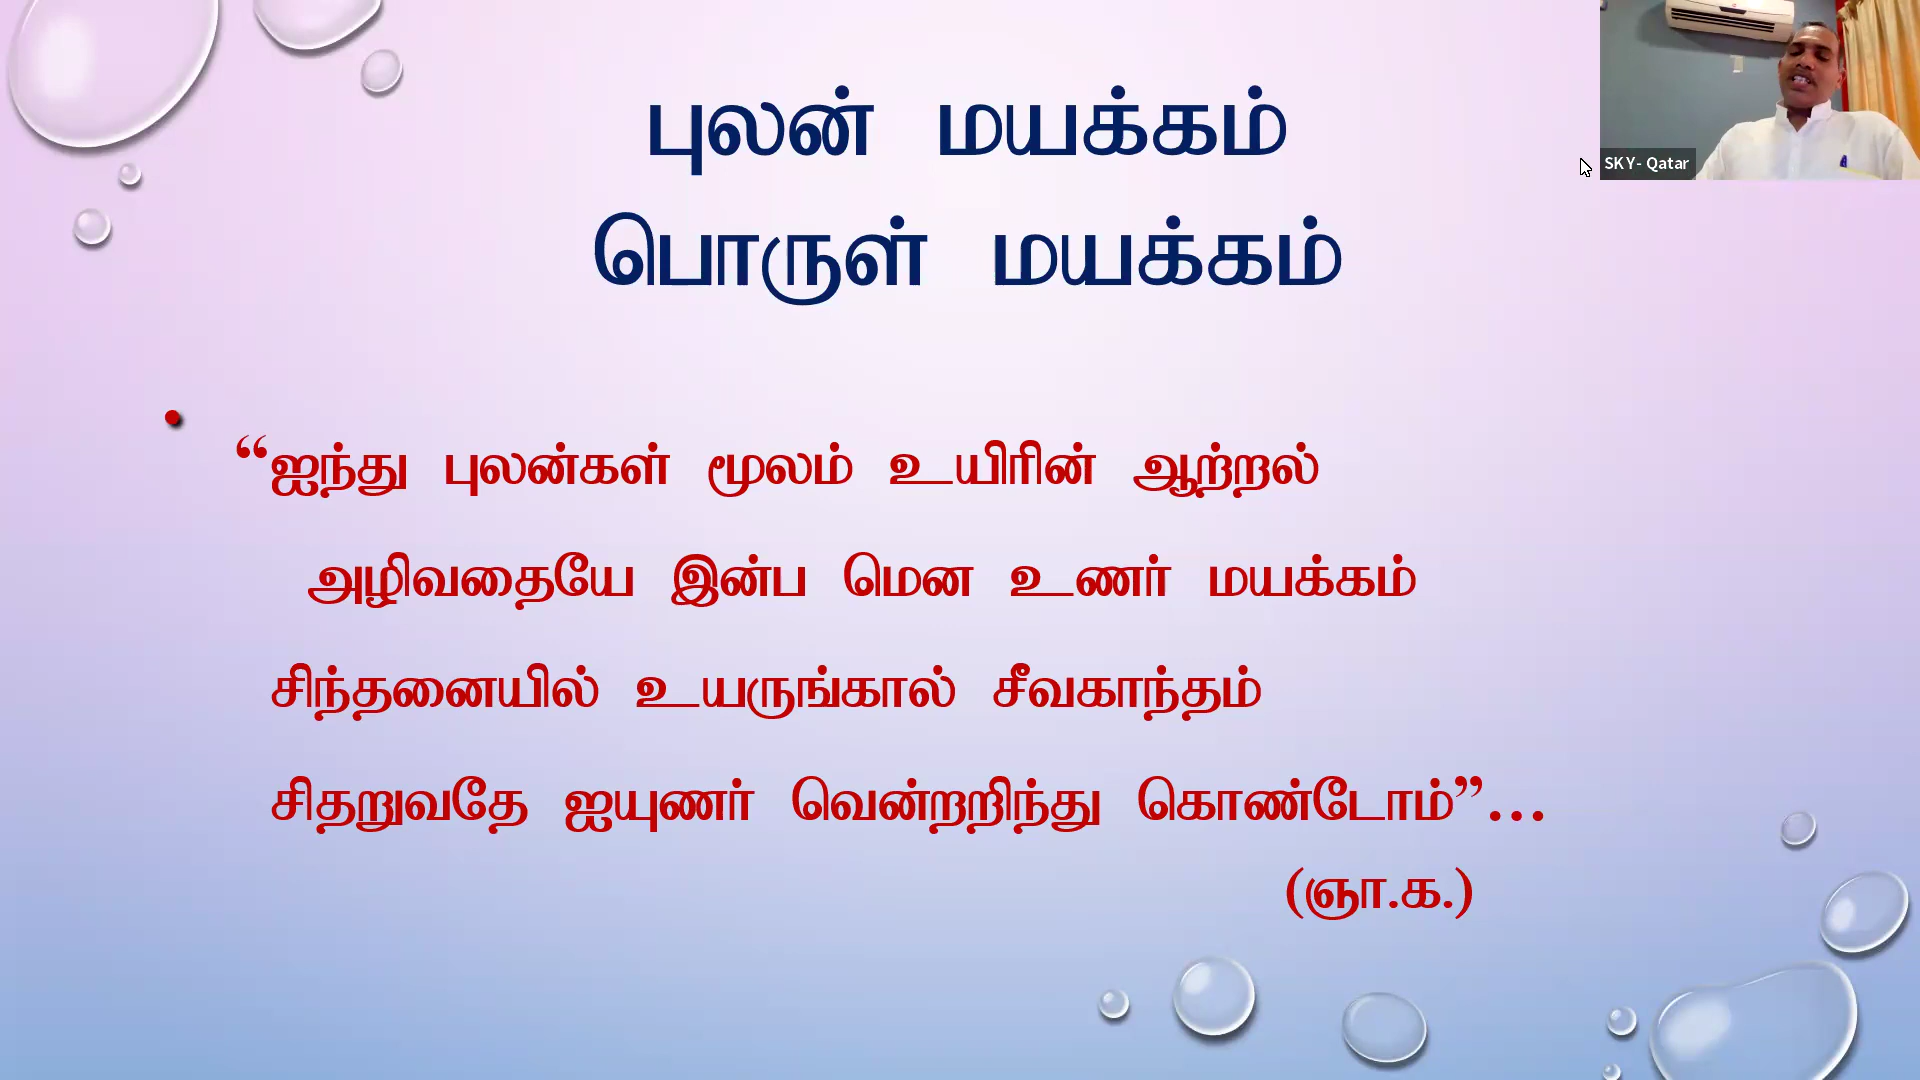 புலன் மயக்கம்
பொருள் மயக்கம்
SKY- Qatar
• “ஐந்து புலன்கள் மூலம் உயிரின் ஆற்றல்
அழிவதையே இன்ப மென உணர் மயக்கம்
சிந்தனையில் உயருங்கால் சீவகாந்தம்
சிதறுவதே ஐயுணர் வென்றறிந்து கொண்டோம்”...
(ஞா.க.)